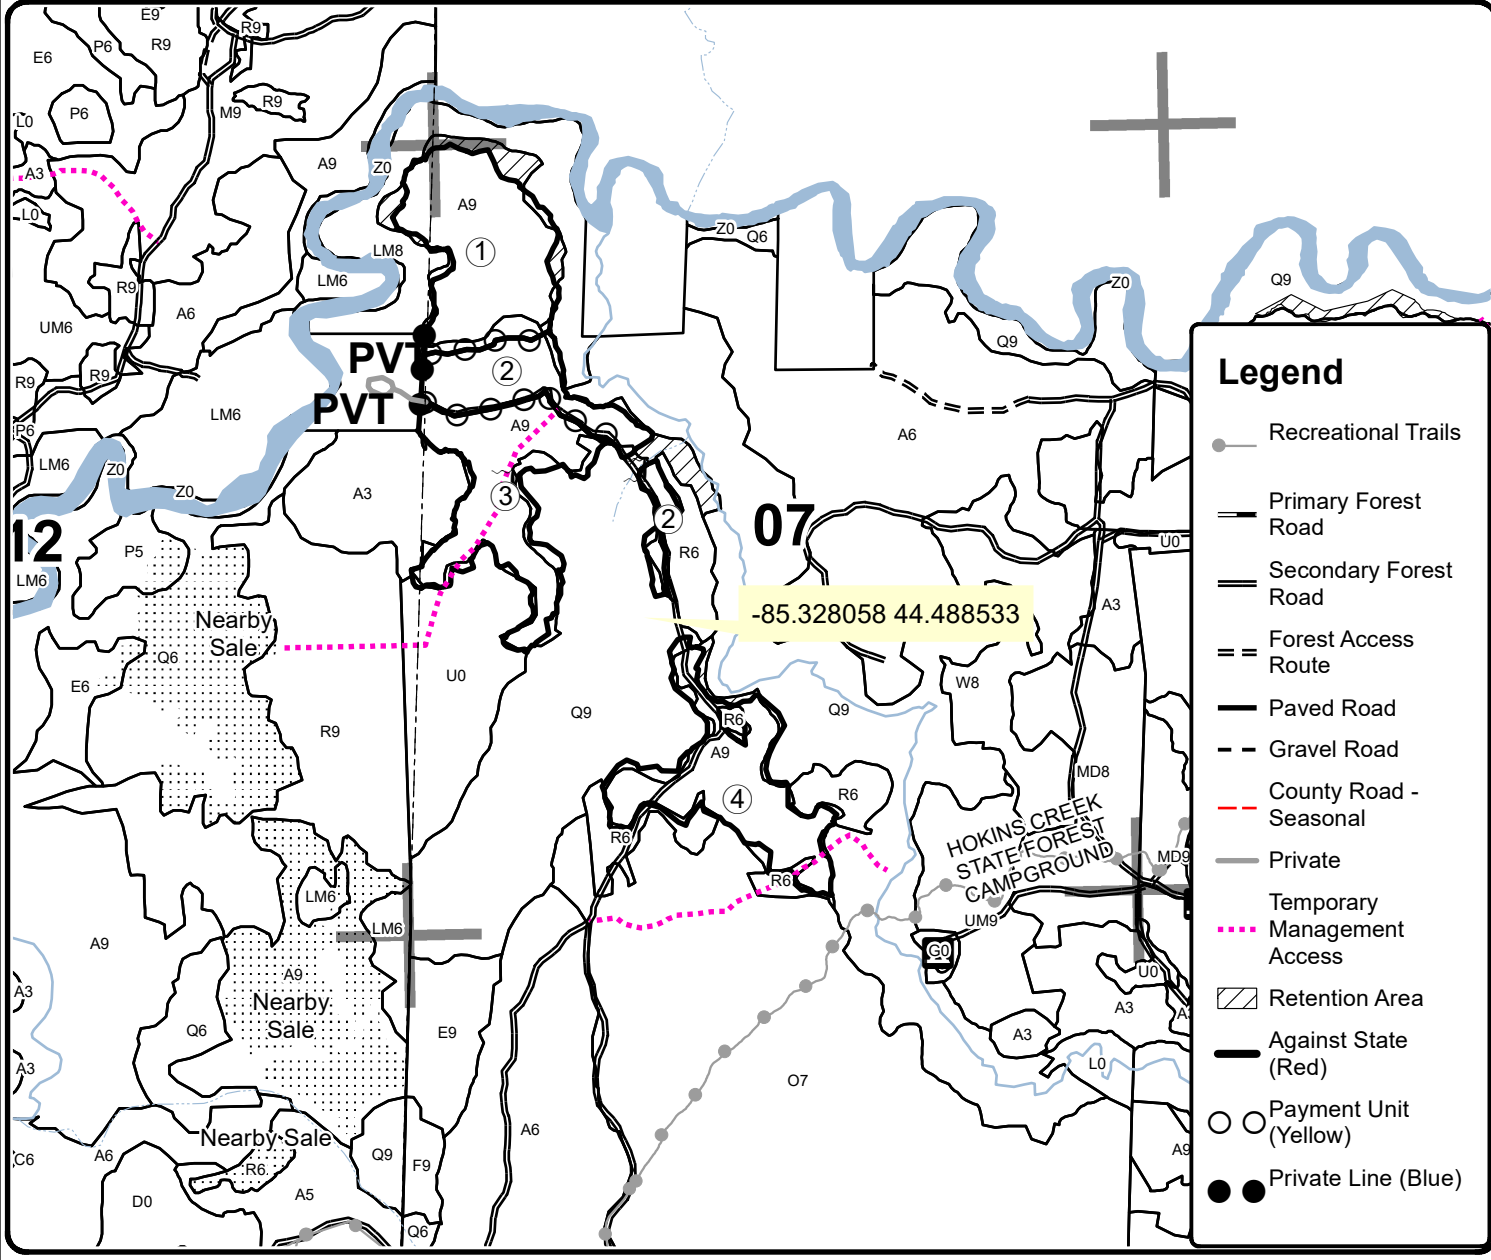 E9
R9
P6
R9
E6
R9
P6
M9
L0
A3
A9
Z0
L0
A9
Z0
Q6
LM8
1
LM6
R9
Z0
Q9
A6
UM6
Q9
PVT
2
R9
R9
PVT
LM6
A9
A6
P6
LM6
Z0
Z0
A3
3
2
07
12
P5
U0
R6
LM6
A3
-85.328058 44.488533
Nearby
Sale
Q6
E6
U0
W8
Q9
Q9
R9
R6
A9
MD8
4
R6
R6
HOKINS CREEK
STATE FOREST
CAMPGROUND
MD9
R6
LM6
UM9
LM6
A9
G0
A9
U0
A3
Nearby
Sale
A3
A
Q6
E9
A3
L0
A3
O7
A6
Nearby Sale
A6
C6
R6
Q9
F9
A9
D0
A5
Q6
Legend
Recreational Trails
Primary Forest
Road
Secondary Forest
Road
Forest Access
Route
Paved Road
Gravel Road
County Road -
Seasonal
Private
Temporary
Management
Access
Retention Area
Against State
(Red)
Payment Unit
(Yellow)
Private Line (Blue)